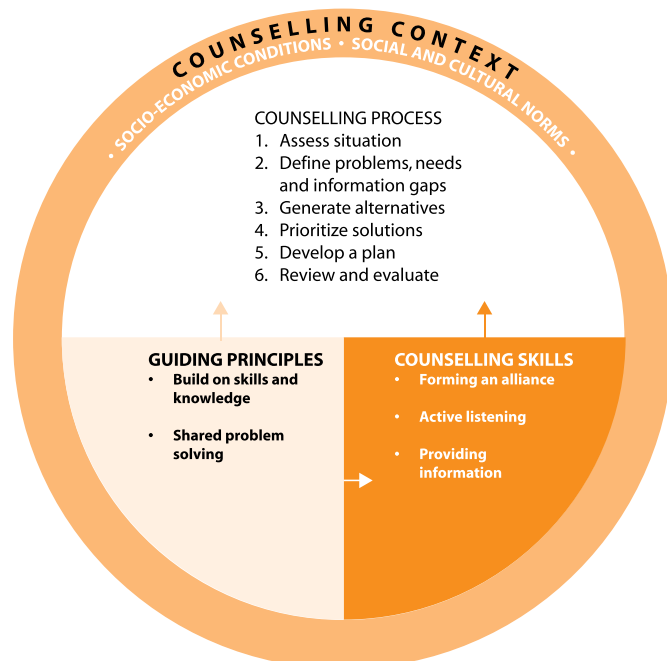 COUNSELLING CONTEXT
• SOCIO-ECONOMIC CONDITIONS • SOCIAL AND CULTURAL NORMS •
COUNSELLING PROCESS
1. Assess situation
2. Define problems, needs
and information gaps
3. Generate alternatives
4. Prioritize solutions
5. Develop a plan
6. Review and evaluate
GUIDING PRINCIPLES
• Build on skills and
knowledge
• Shared problem
solving
COUNSELLING SKILLS
• Forming an alliance
• Active listening
• Providing
information